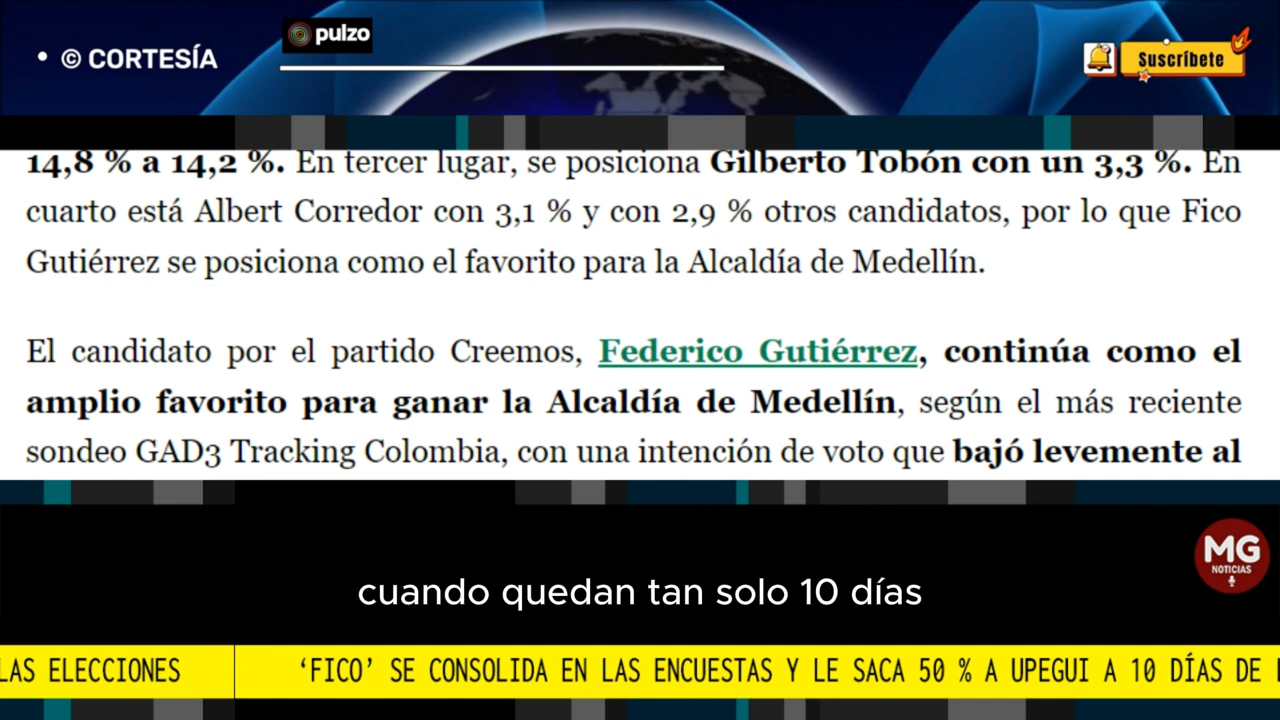 • © CORTESÍA
pulzo
Suscríbete
14,8 % a 14,2 %. En tercer lugar, se posiciona Gilberto Tobón con un 3,3 %. En
cuarto está Albert Corredor con 3,1 % y con 2,9 % otros candidatos, por lo que Fico
Gutiérrez se posiciona como el favorito para la Alcaldía de Medellín.
El candidato por el partido Creemos, Federico Gutiérrez, continúa como el
amplio favorito para ganar la Alcaldía de Medellín, según el más reciente
sondeo GAD3 Tracking Colombia, con una intención de voto que bajó levemente al
MG
NOTICIAS
cuando quedan tan solo 10 días
LAS ELECCIONES ‘FICO’ SE CONSOLIDA EN LAS ENCUESTAS Y LE SACA 50 % A UPEGUI A 10 DÍAS DE